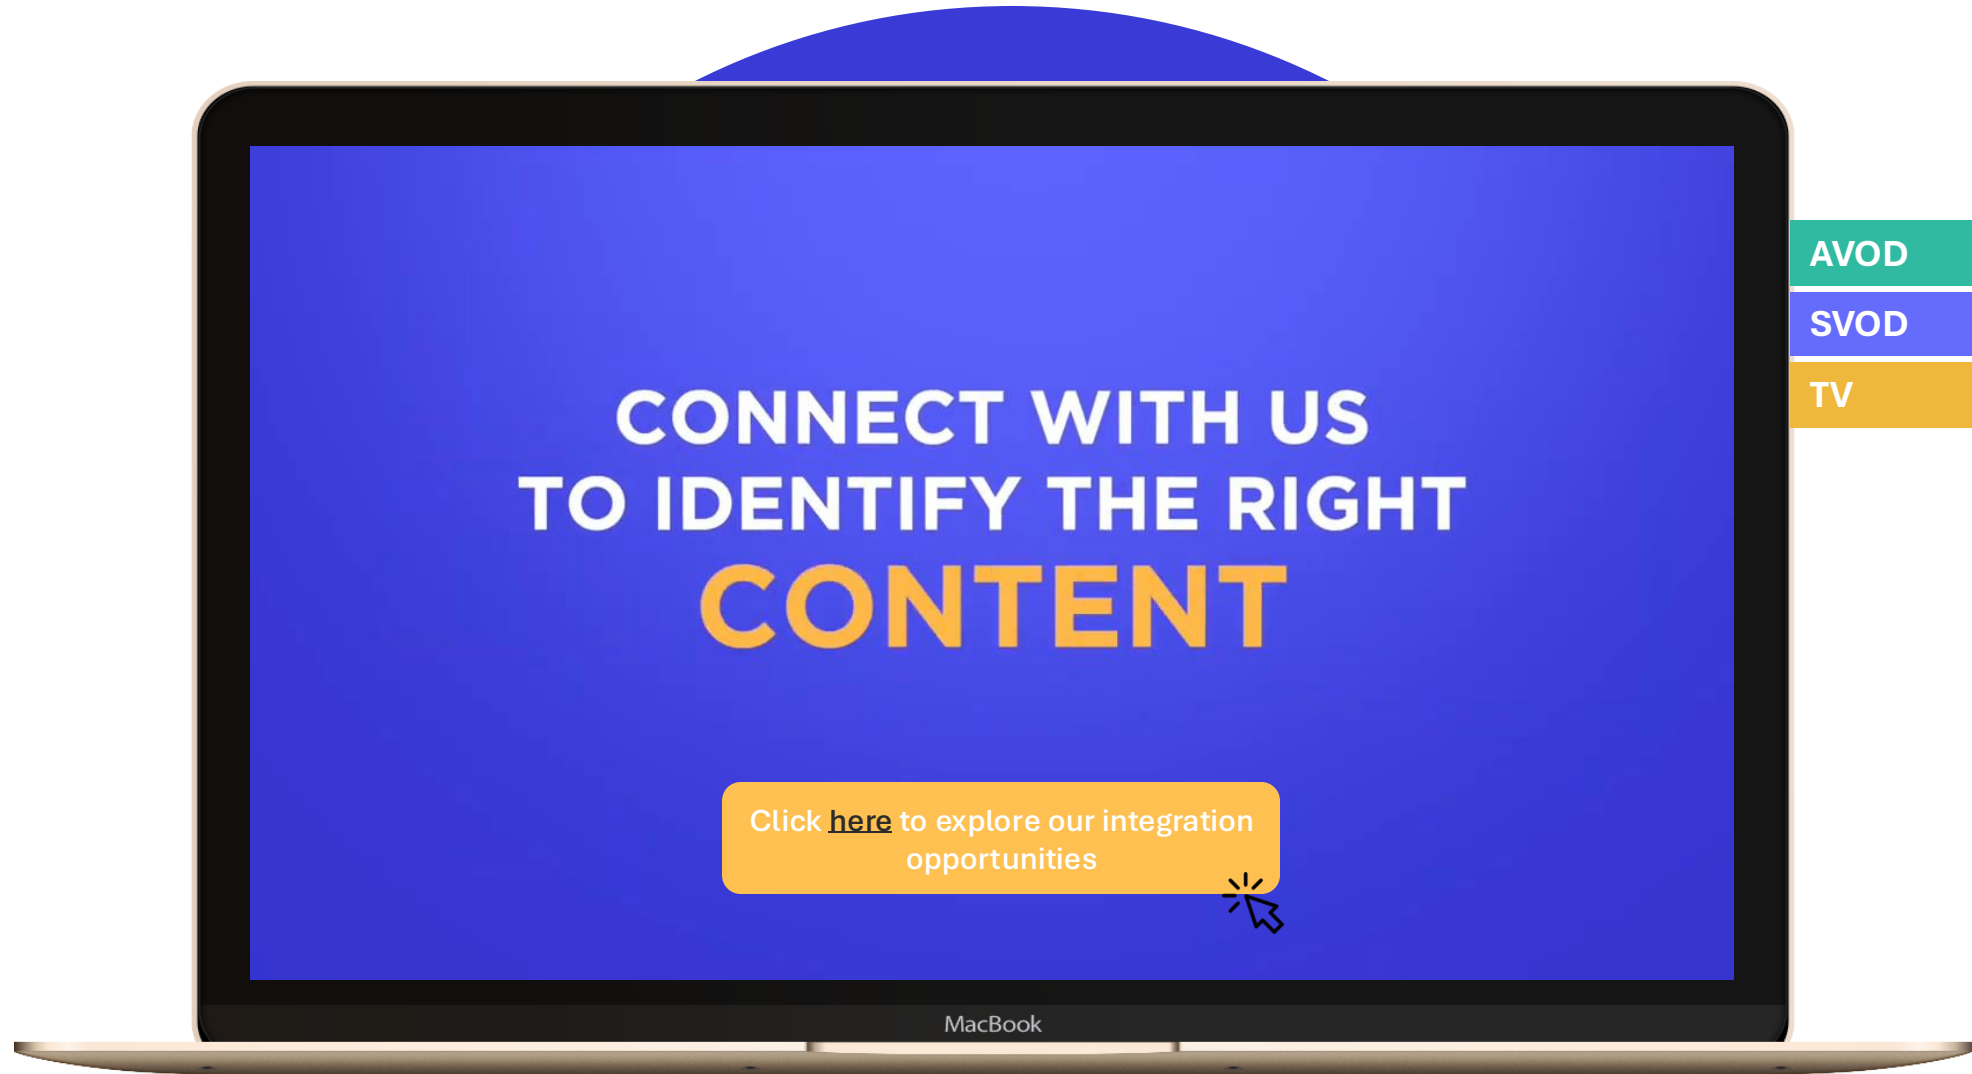 CONNECT WITH US
TO IDENTIFY THE RIGHT
CONTENT
Click here to explore our integration
opportunities
AVOD
SVOD
TV
MacBook